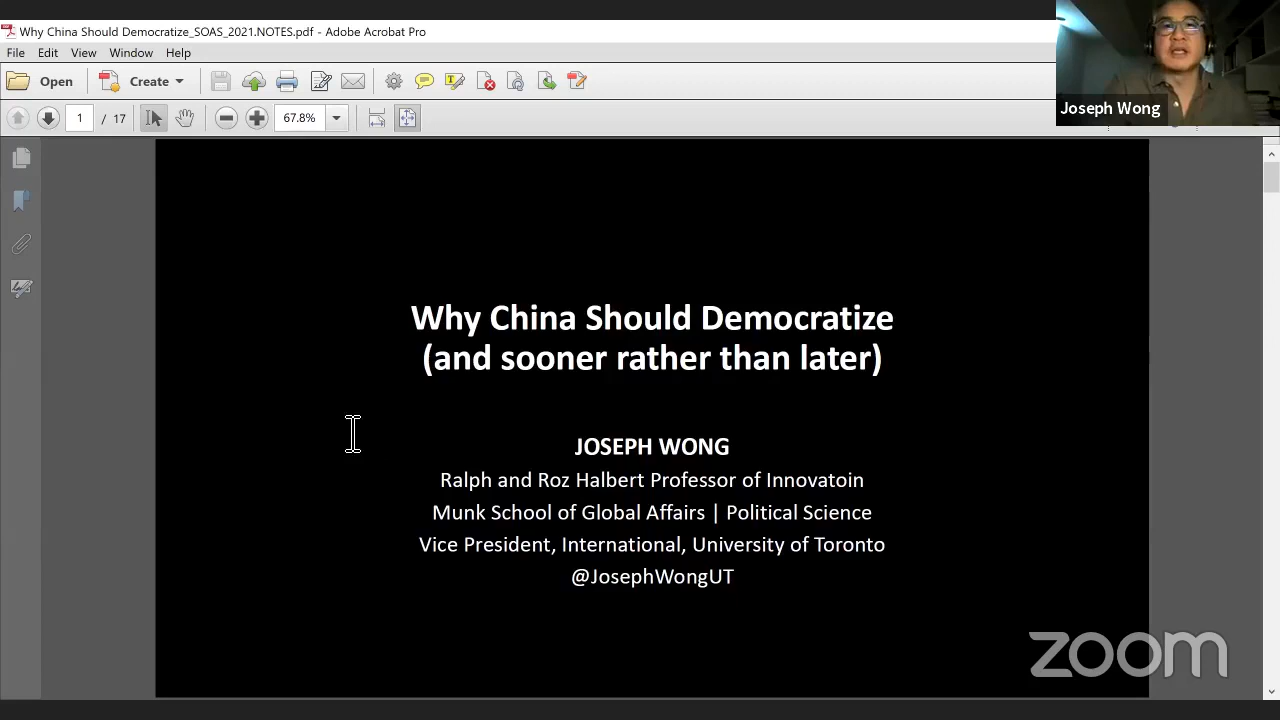 Why China Should Democratize_SOAS_2021.NOTES.pdf - Adobe Acrobat Pro
File Edit View Window Help
Open Create
1 / 17 67.8%
Joseph Wong
Why China Should Democratize
(and sooner rather than later)
JOSEPH WONG
Ralph and Roz Halbert Professor of Innovatoin
Munk School of Global Affairs | Political Science
Vice President, International, University of Toronto
@JosephWongUT
zoom